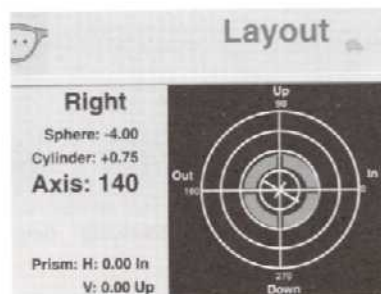 Layout
Right
Sphere: -4.00
Cylinder: +0.75
Axis: 140
Prism: H: 0.00 In
V: 0.00 Up
Up
90
Out
180
In
0
270
Down